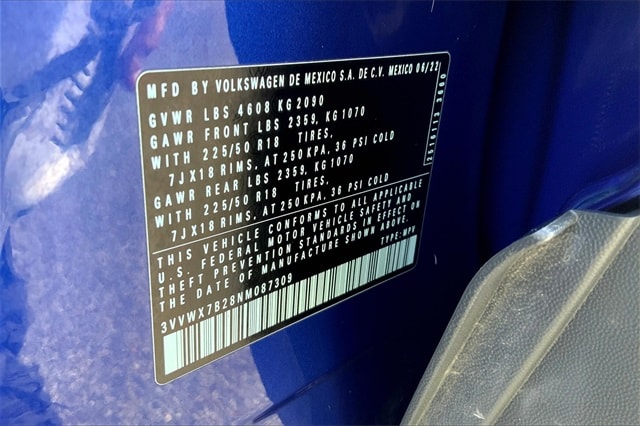 MFD BY VOLKSWAGEN DE MEXICO S.A. DE C.V. MEXICO 06/22
GVWR LBS 4608 KG 2090
GAWR FRONT LBS 2359, KG 1070
WITH 225/50 R18 TIRES,
7JX18 RIMS, AT 250 KPA, 36 PSI COLD
GAWR REAR LBS 2359, KG 1070
WITH 225/50 R18 TIRES,
7JX18 RIMS, AT 250 KPA, 36 PSI COLD
THIS VEHICLE CONFORMS TO ALL APPLICABLE
U.S. FEDERAL MOTOR VEHICLE SAFETY AND
THEFT PREVENTION STANDARDS IN EFFECT ON
THE DATE OF MANUFACTURE SHOWN ABOVE.
3VVWX7B28NM087309 TYPE: MPV